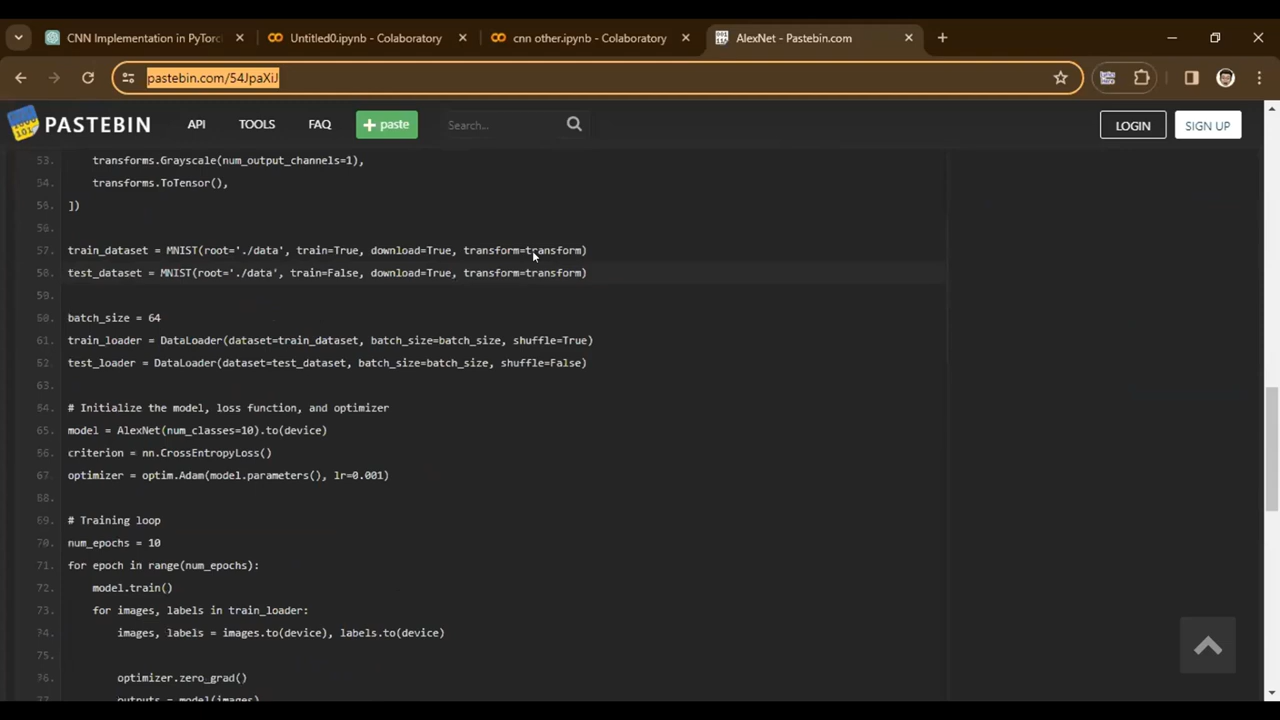 CNN Implementation in PyTorc
Untitled0.ipynb - Colaboratory
cnn other.ipynb - Colaboratory
AlexNet - Pastebin.com
pastebin.com/54JpaXiJ
PASTEBIN
API
TOOLS
FAQ
+ paste
Search...
LOGIN
SIGN UP
53. transforms.Grayscale(num_output_channels=1),
54. transforms.ToTensor(),
55. ])
56.
57. train_dataset = MNIST(root='./data', train=True, download=True, transform=transform)
58. test_dataset = MNIST(root='./data', train=False, download=True, transform=transform)
59.
60. batch_size = 64
61. train_loader = DataLoader(dataset=train_dataset, batch_size=batch_size, shuffle=True)
62. test_loader = DataLoader(dataset=test_dataset, batch_size=batch_size, shuffle=False)
63.
64. # Initialize the model, loss function, and optimizer
65. model = AlexNet(num_classes=10).to(device)
66. criterion = nn.CrossEntropyLoss()
67. optimizer = optim.Adam(model.parameters(), lr=0.001)
68.
69. # Training loop
70. num_epochs = 10
71. for epoch in range(num_epochs):
72. model.train()
73. for images, labels in train_loader:
74. images, labels = images.to(device), labels.to(device)
75.
76. optimizer.zero_grad()
77. outputs = model(images)